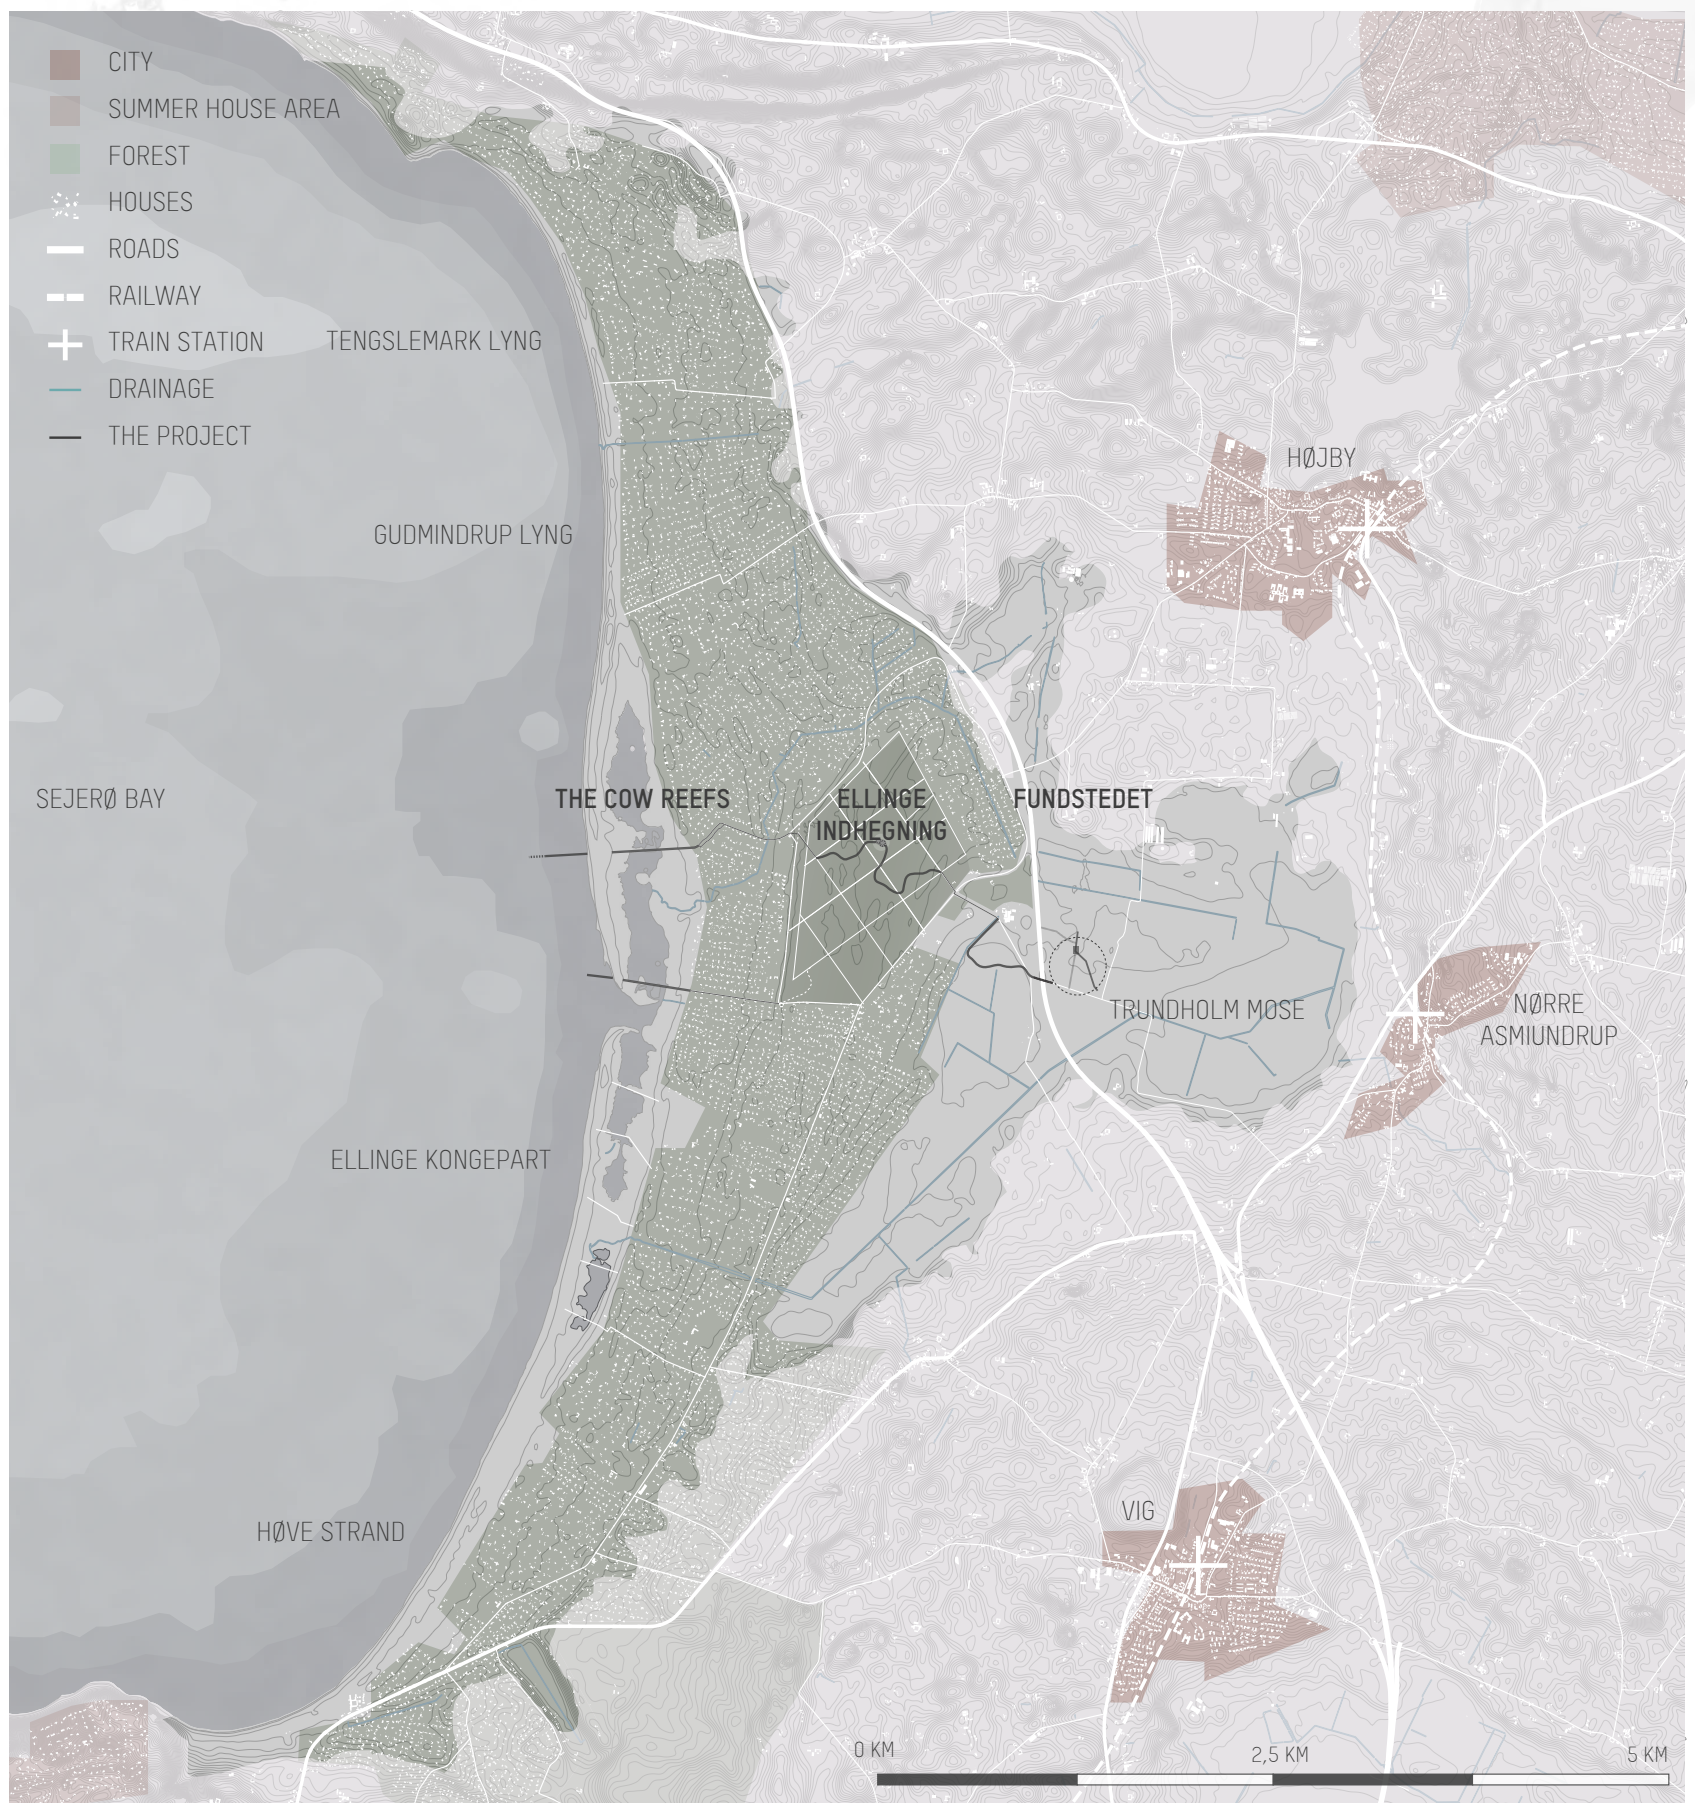 CITY
SUMMER HOUSE AREA
FOREST
HOUSES
ROADS
RAILWAY
TRAIN STATION
DRAINAGE
THE PROJECT
TENGSLEMARK LYNG
HØJBY
GUDMINDRUP LYNG
SEJERØ BAY
THE COW REEFS
ELLINGE
INDHEGNING
FUNDSTEDET
TRUNDHOLM MOSE
NØRRE
ASMIUNDRUP
ELLINGE KONGEPART
VIG
HØVE STRAND
0 KM
2,5 KM
5 KM